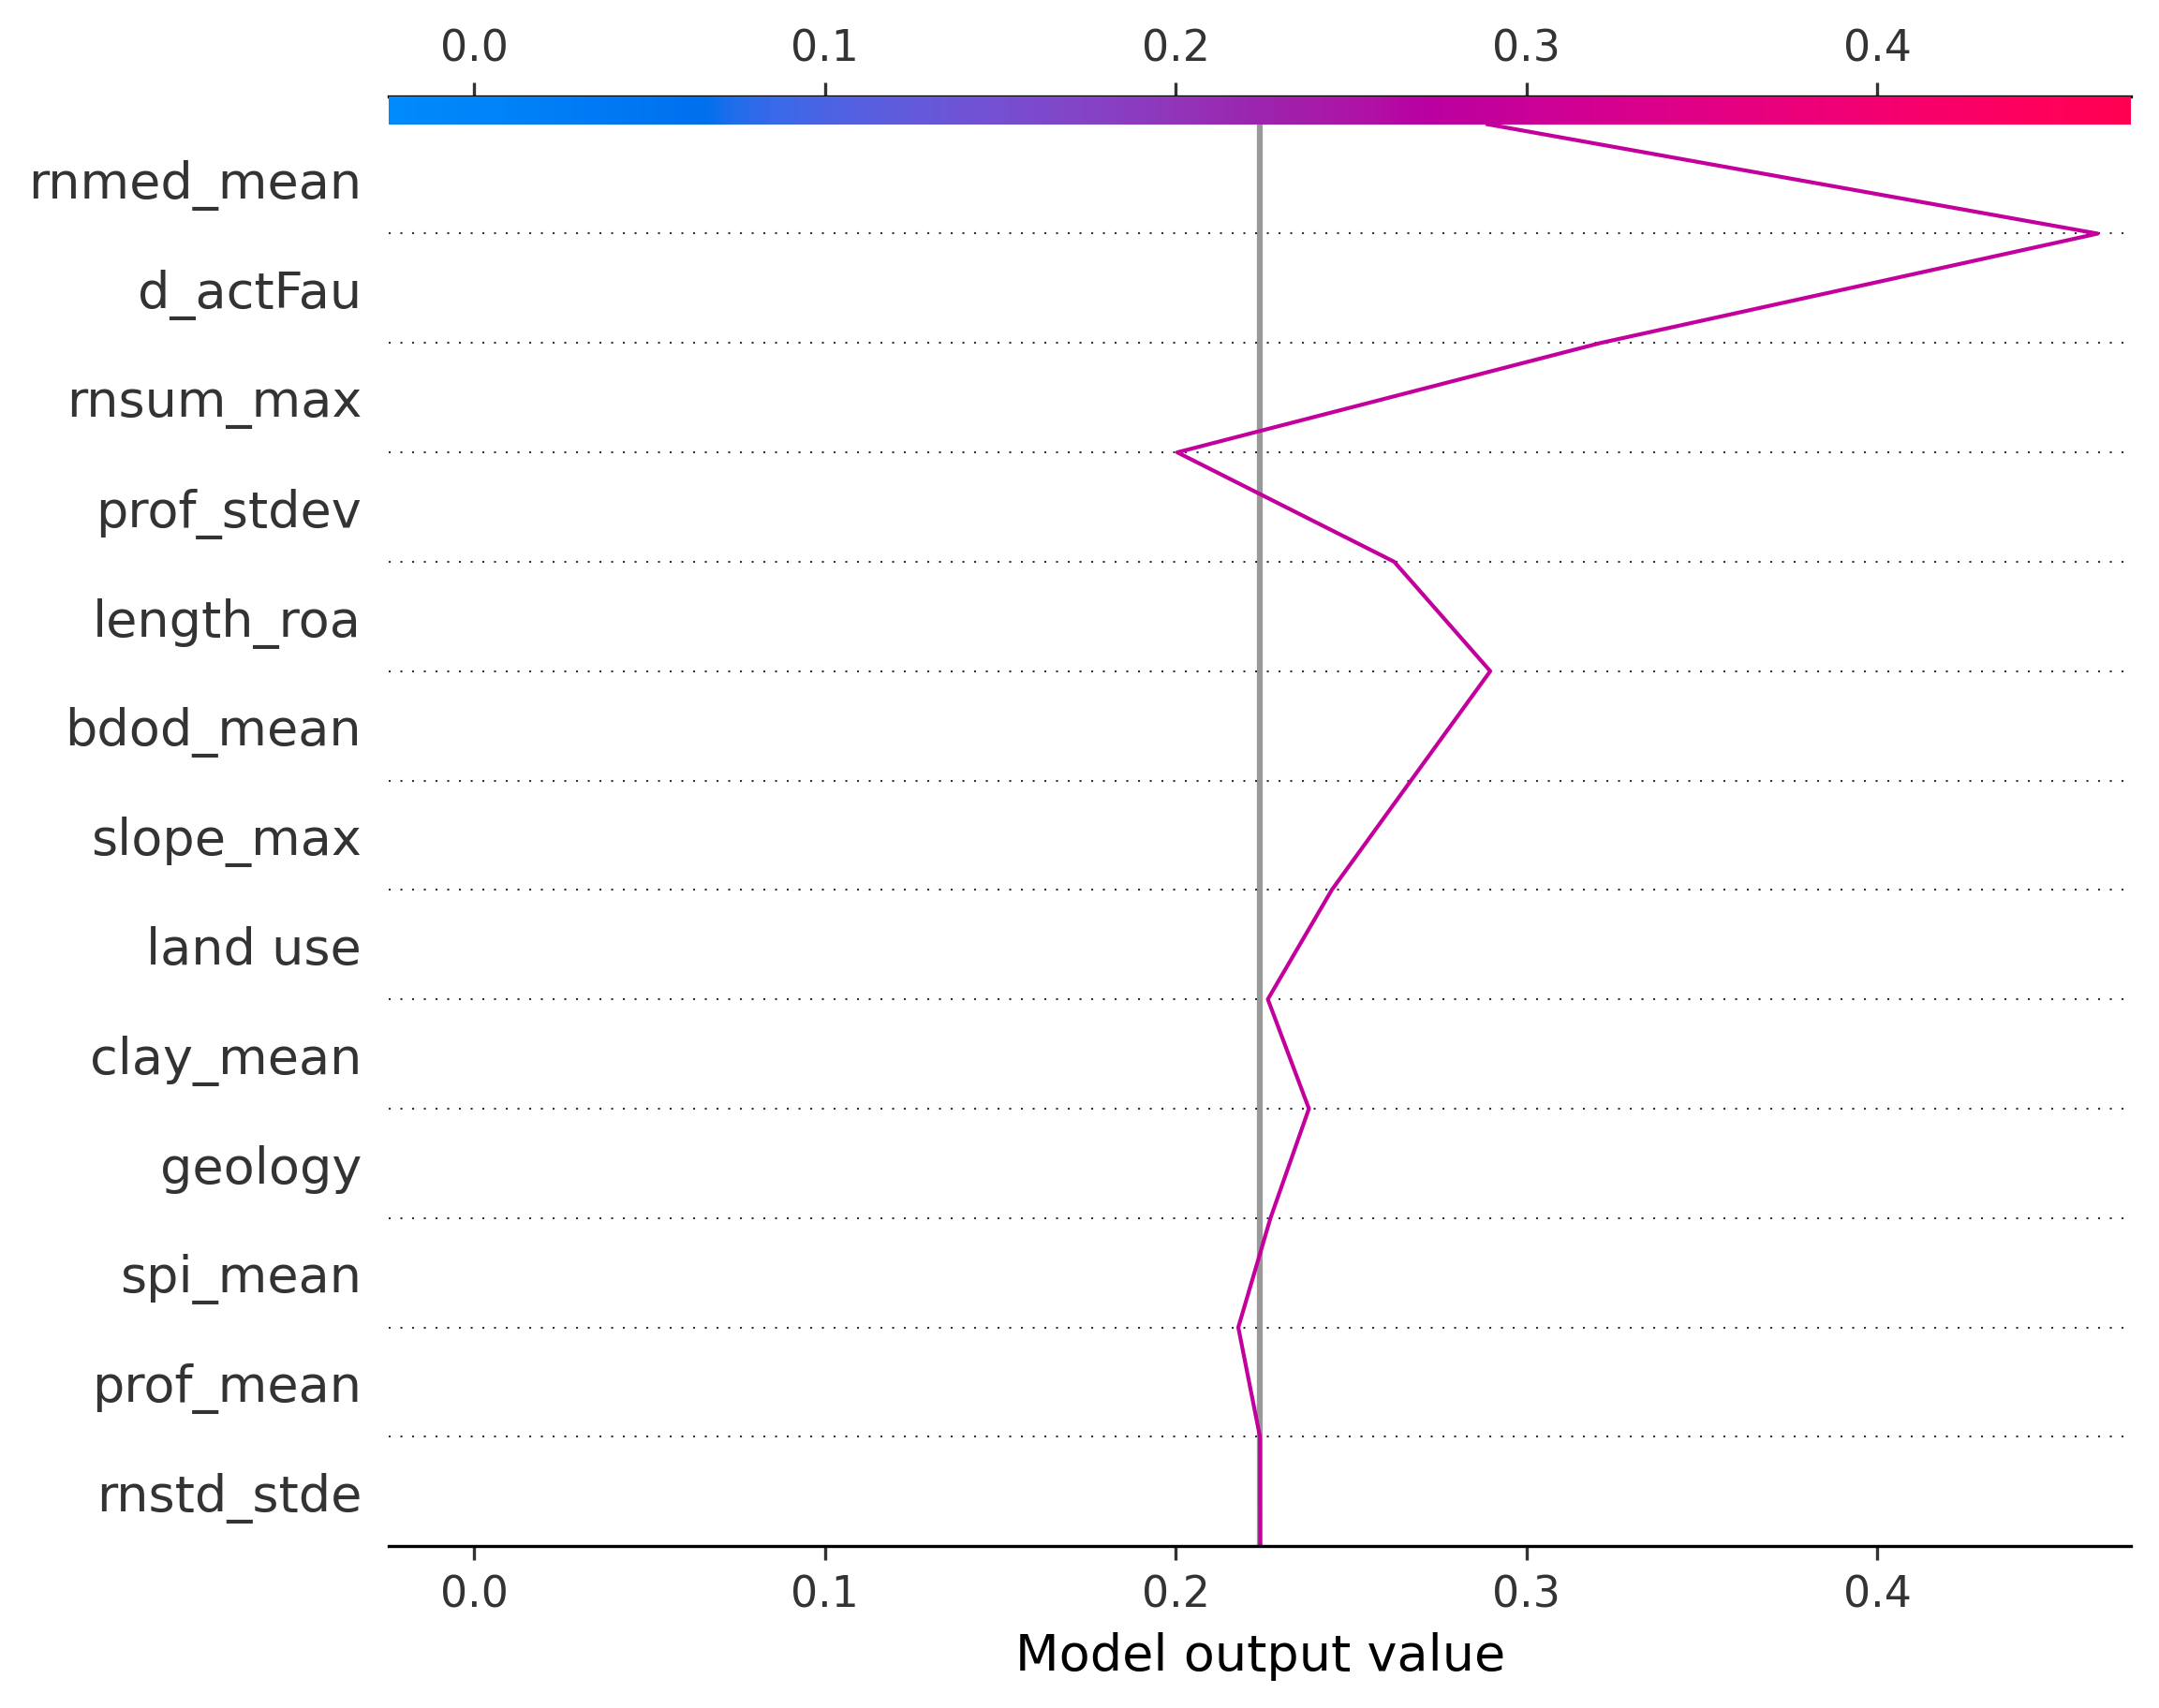 0.0 0.1 0.2 0.3 0.4
rnmed_mean
d_actFau
rnsum_max
prof_stdev
length_roa
bdod_mean
slope_max
land use
clay_mean
geology
spi_mean
prof_mean
rnstd_stde
0.0 0.1 0.2 0.3 0.4
Model output value